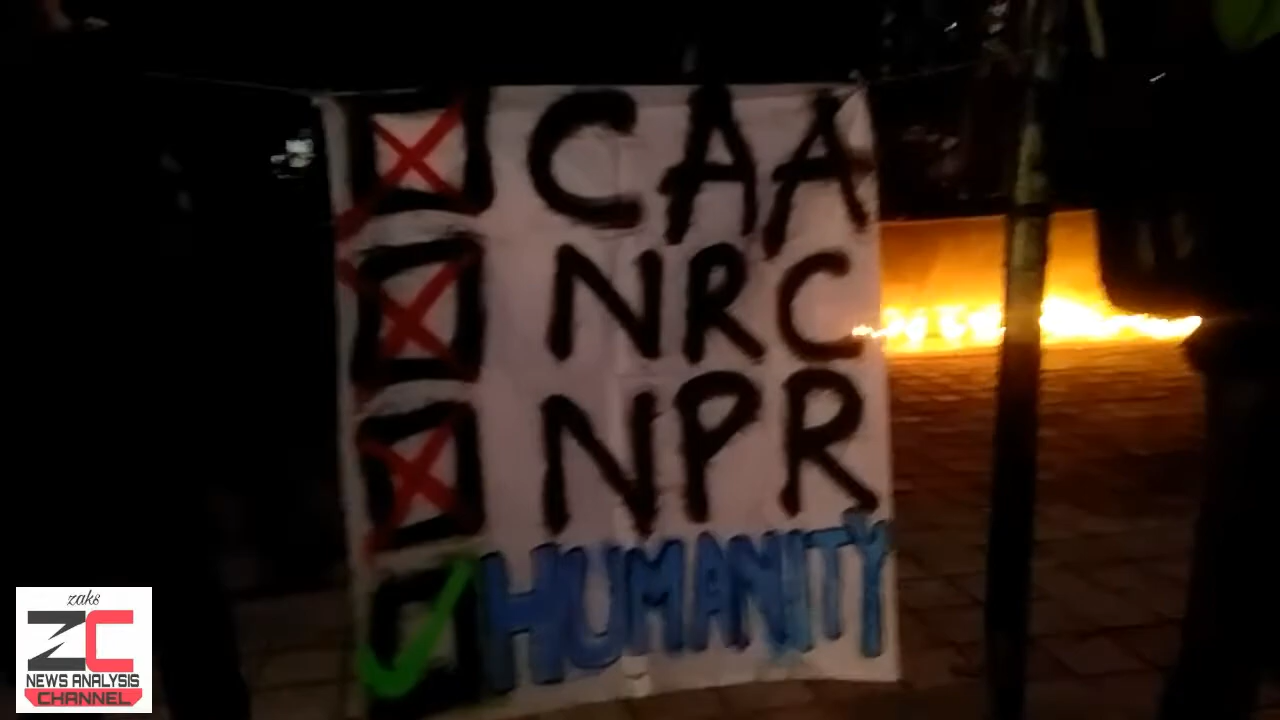 CAA
NRC
NPR
HUMANITY
zaks
ZC
NEWS ANALYSIS
CHANNEL